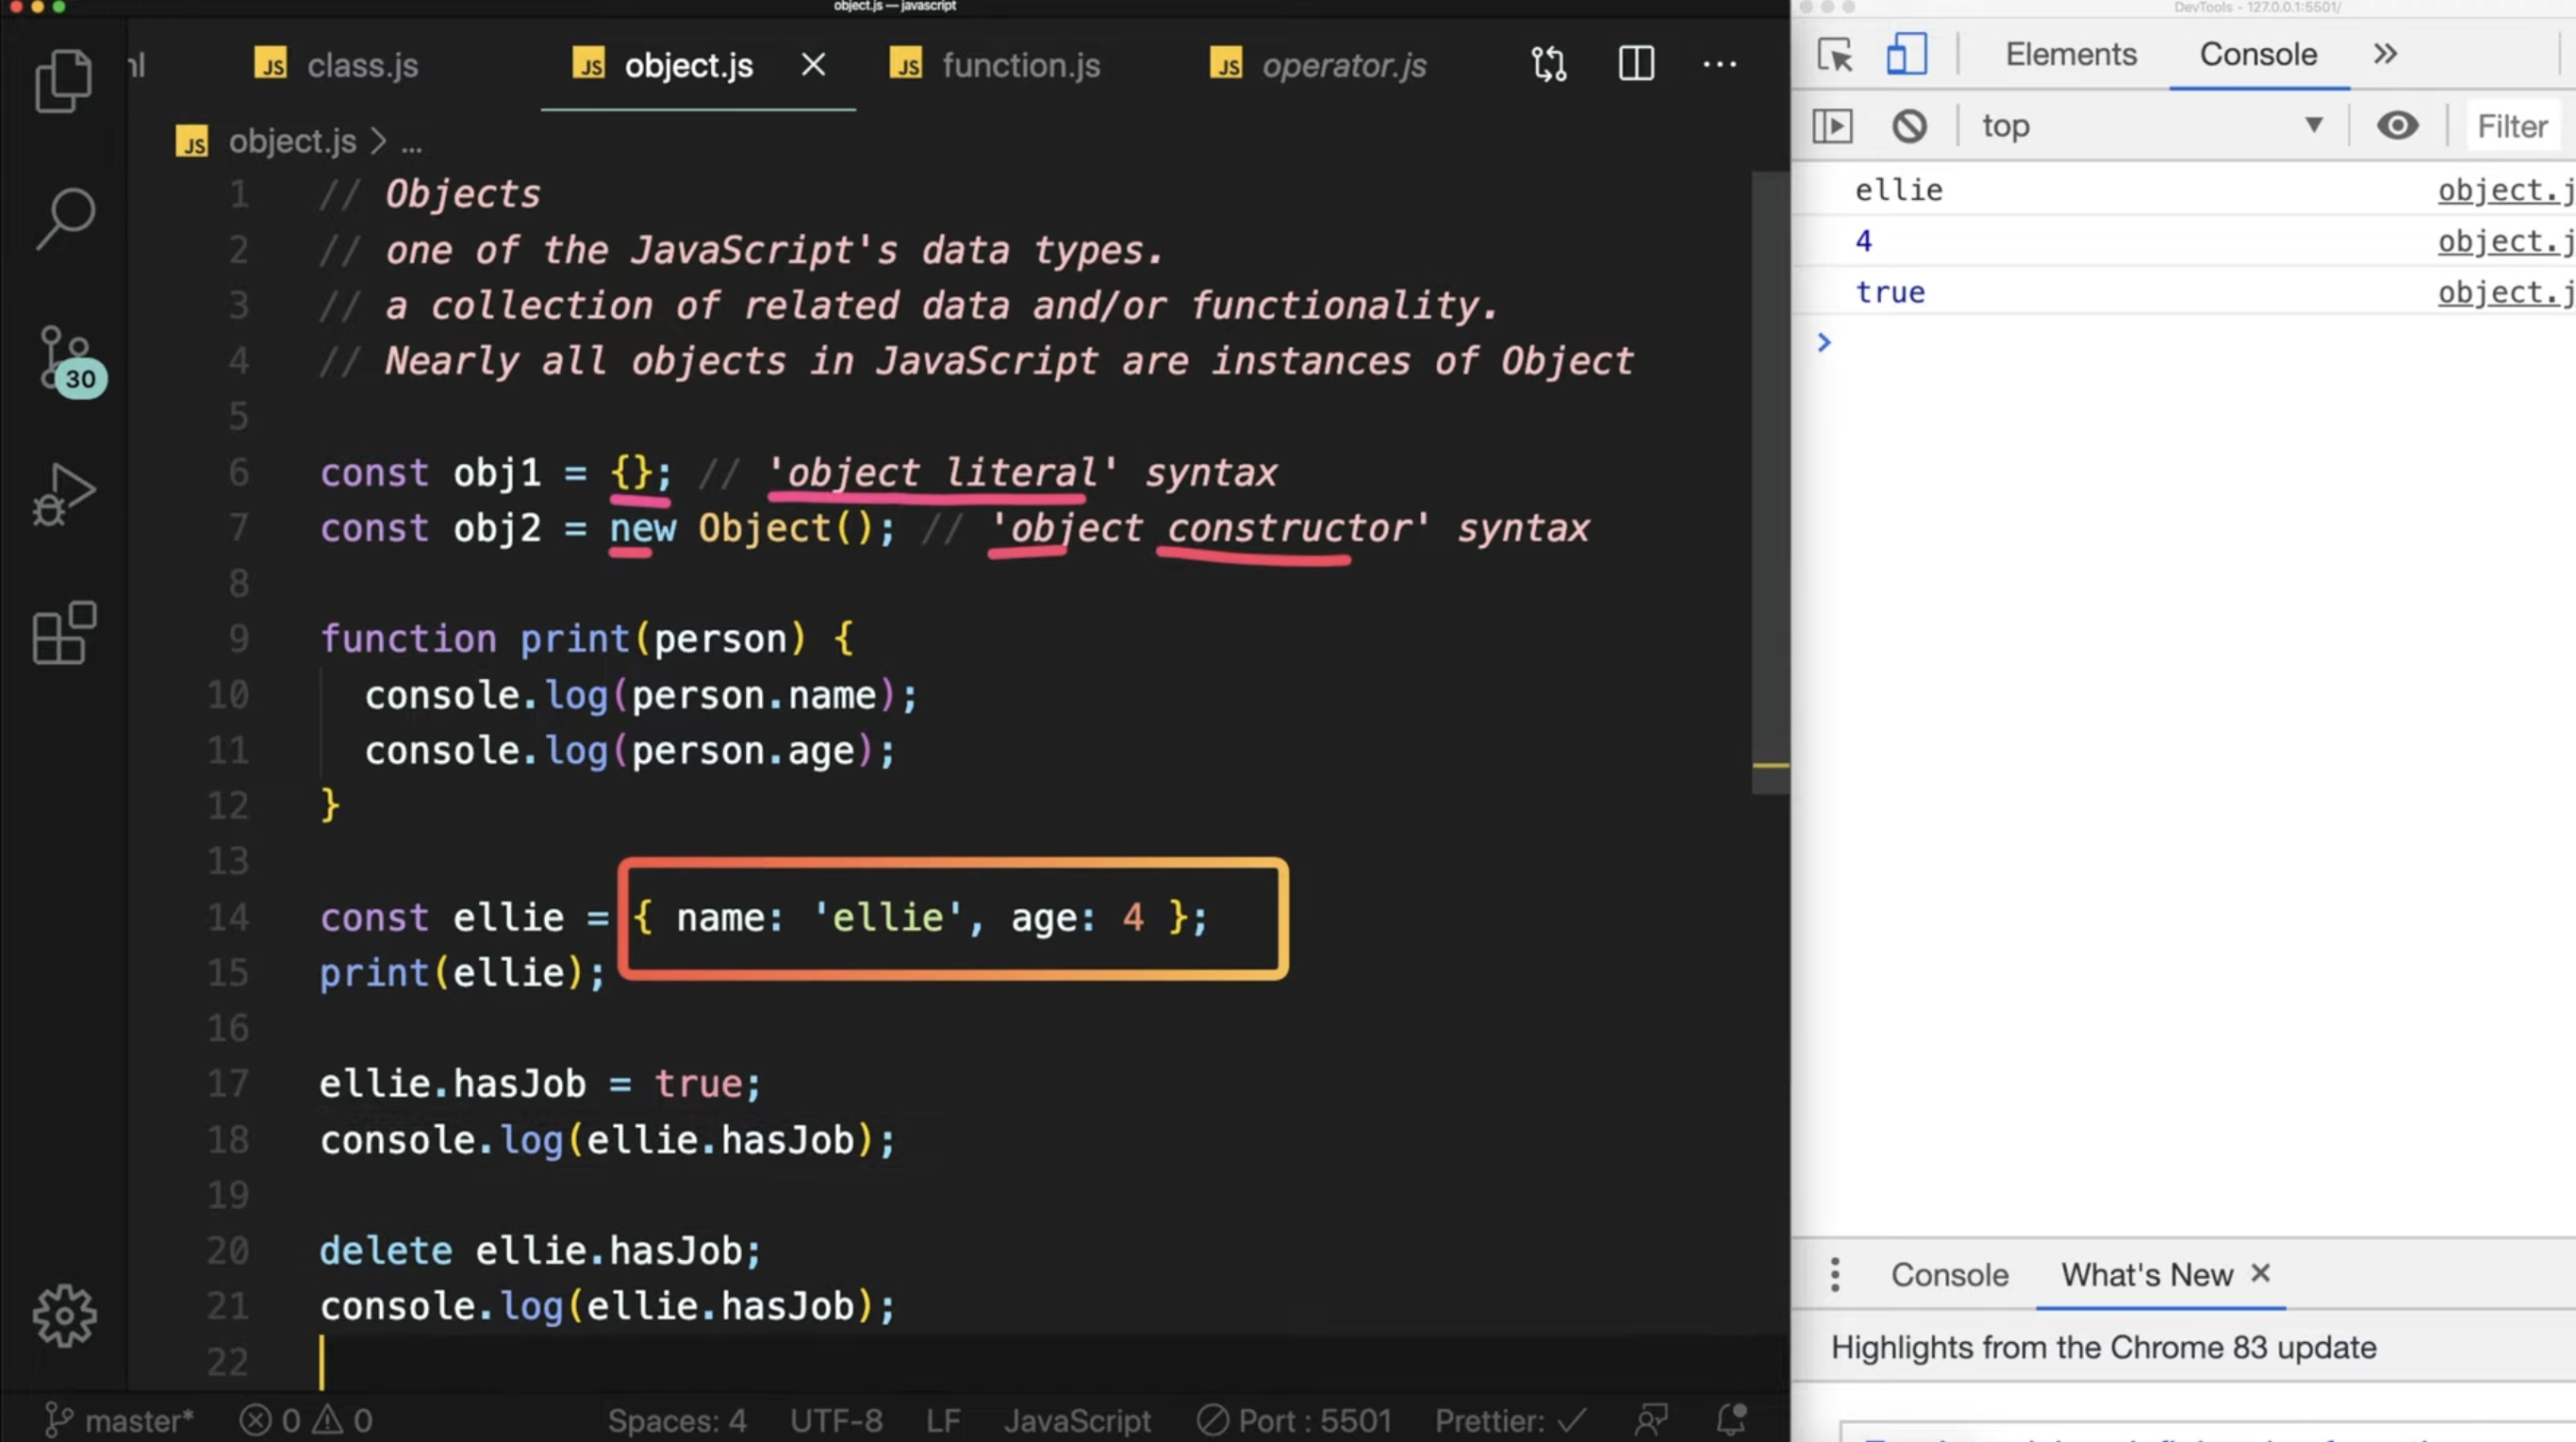 object.js — javascript
class.js
object.js
function.js
operator.js
object.js > ...
1 // Objects
2 // one of the JavaScript's data types.
3 // a collection of related data and/or functionality.
4 // Nearly all objects in JavaScript are instances of Object
5
6 const obj1 = {}; // 'object literal' syntax
7 const obj2 = new Object(); // 'object constructor' syntax
8
9 function print(person) {
10 console.log(person.name);
11 console.log(person.age);
12 }
13
14 const ellie = { name: 'ellie', age: 4 };
15 print(ellie);
16
17 ellie.hasJob = true;
18 console.log(ellie.hasJob);
19
20 delete ellie.hasJob;
21 console.log(ellie.hasJob);
22
30
master* 0 0 Spaces: 4 UTF-8 LF JavaScript Port : 5501 Prettier: ✓
DevTools - 127.0.0.1:5501/
Elements Console »
top Filter
ellie object.j
4 object.j
true object.j
>
Console What's New ×
Highlights from the Chrome 83 update